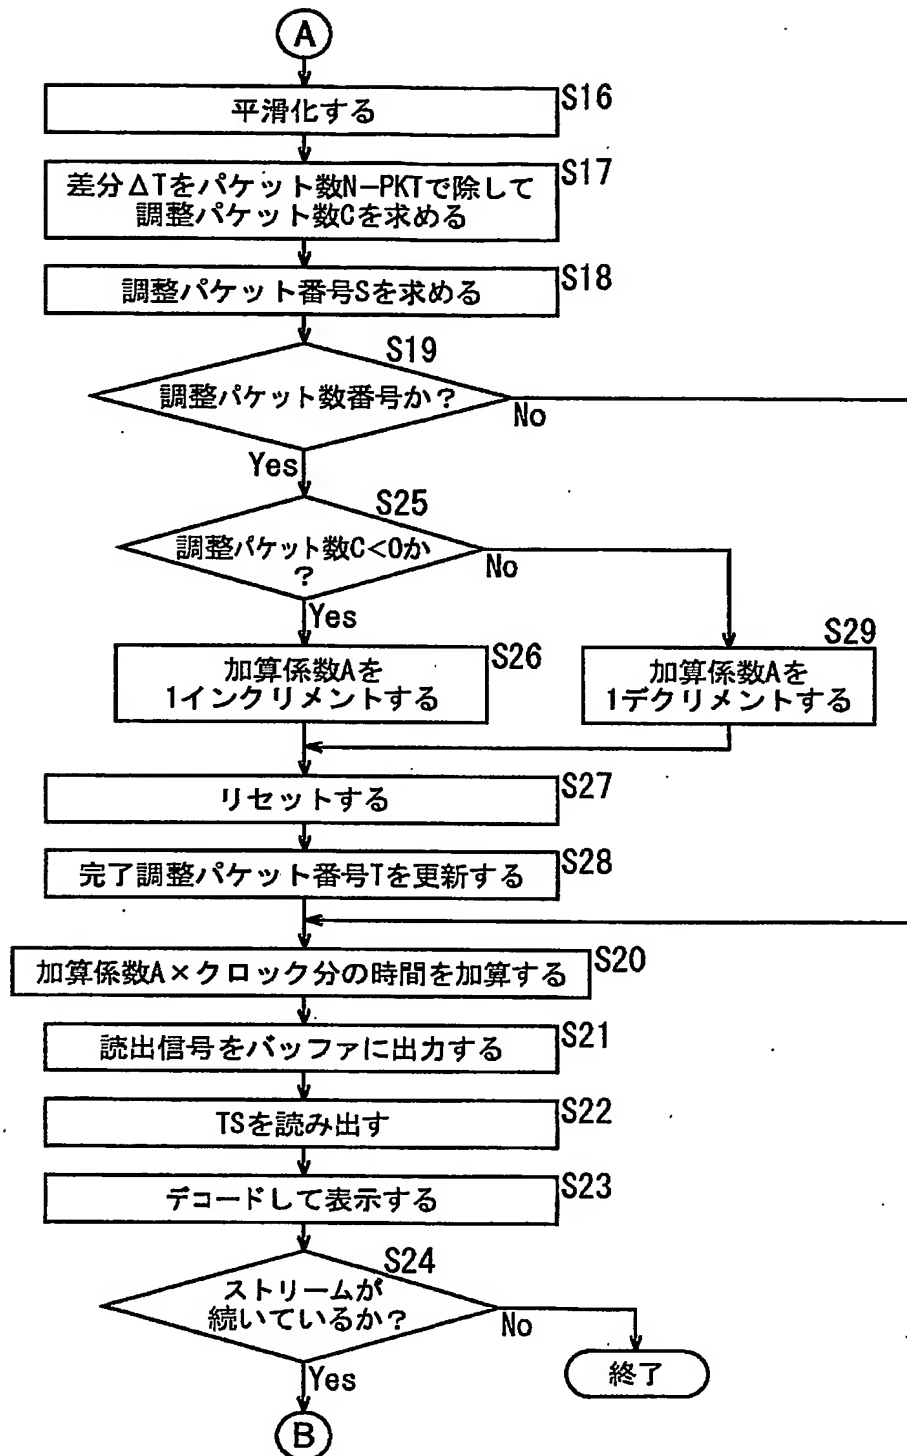 A
S16
平滑化する
S17
差分ΔTをパケット数N-PKTで除して
調整パケット数Cを求める
S18
調整パケット番号Sを求める
S19
調整パケット数番号か？
No
Yes
S25
調整パケット数C<0か
？
No
Yes
S26
加算係数Aを
1インクリメントする
S29
加算係数Aを
1デクリメントする
S27
リセットする
S28
完了調整パケット番号Tを更新する
S20
加算係数A×クロック分の時間を加算する
S21
読出信号をバッファに出力する
S22
TSを読み出す
S23
デコードして表示する
S24
ストリームが
続いているか？
No
終了
Yes
B